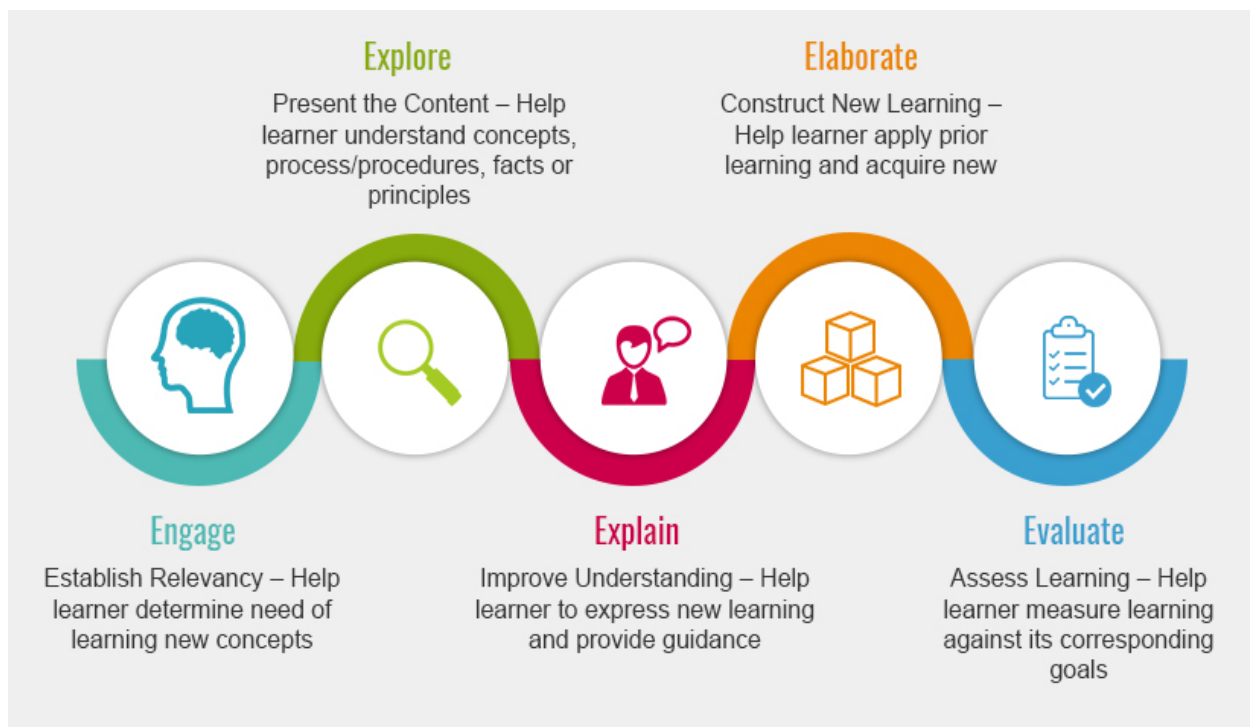 Explore
Present the Content – Help
learner understand concepts,
process/procedures, facts or
principles
Elaborate
Construct New Learning –
Help learner apply prior
learning and acquire new
Engage
Establish Relevancy – Help
learner determine need of
learning new concepts
Explain
Improve Understanding – Help
learner to express new learning
and provide guidance
Evaluate
Assess Learning – Help
learner measure learning
against its corresponding
goals